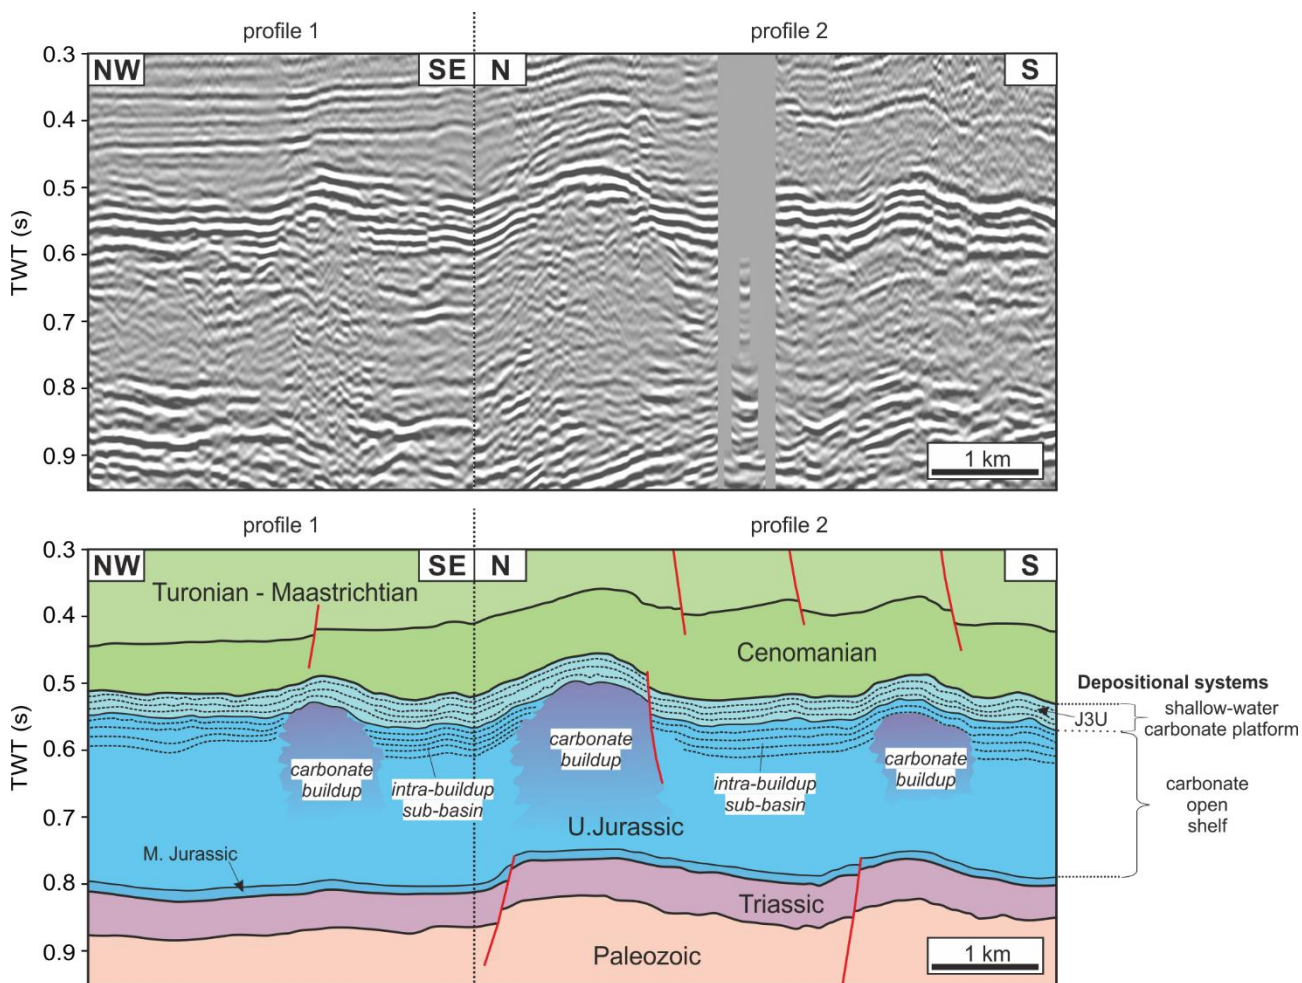 profile 1
profile 2
0.3
NW
SE
N
S
0.4
0.5
TWT (s)
0.6
0.7
0.8
0.9
1 km
profile 1
profile 2
0.3
NW
SE
N
S
Turonian - Maastrichtian
0.4
Cenomanian
0.5
Depositional systems
shallow-water
J3U
carbonate platform
TWT (s)
0.6
carbonate
buildup
carbonate
buildup
carbonate
buildup
intra-buildup
sub-basin
intra-buildup
sub-basin
carbonate
open
shelf
0.7
U.Jurassic
M. Jurassic
0.8
Triassic
0.9
Paleozoic
1 km